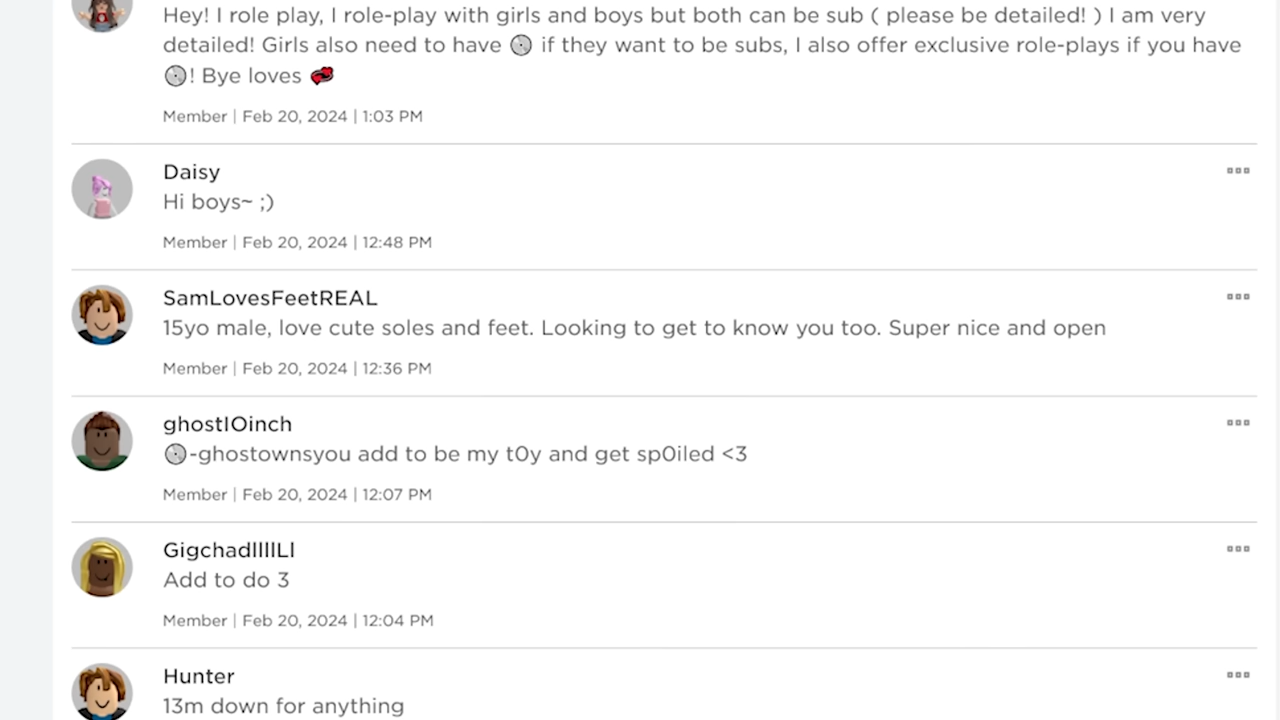 Hey! I role play, I role-play with girls and boys but both can be sub ( please be detailed! ) I am very
detailed! Girls also need to have 💿 if they want to be subs, I also offer exclusive role-plays if you have
💿! Bye loves 💋
Member | Feb 20, 2024 | 1:03 PM
Daisy
Hi boys~ ;)
Member | Feb 20, 2024 | 12:48 PM
SamLovesFeetREAL
15yo male, love cute soles and feet. Looking to get to know you too. Super nice and open
Member | Feb 20, 2024 | 12:36 PM
ghostIOinch
💿-ghostownsyou add to be my t0y and get sp0iled <3
Member | Feb 20, 2024 | 12:07 PM
GigchadIIIILI
Add to do 3
Member | Feb 20, 2024 | 12:04 PM
Hunter
13m down for anything